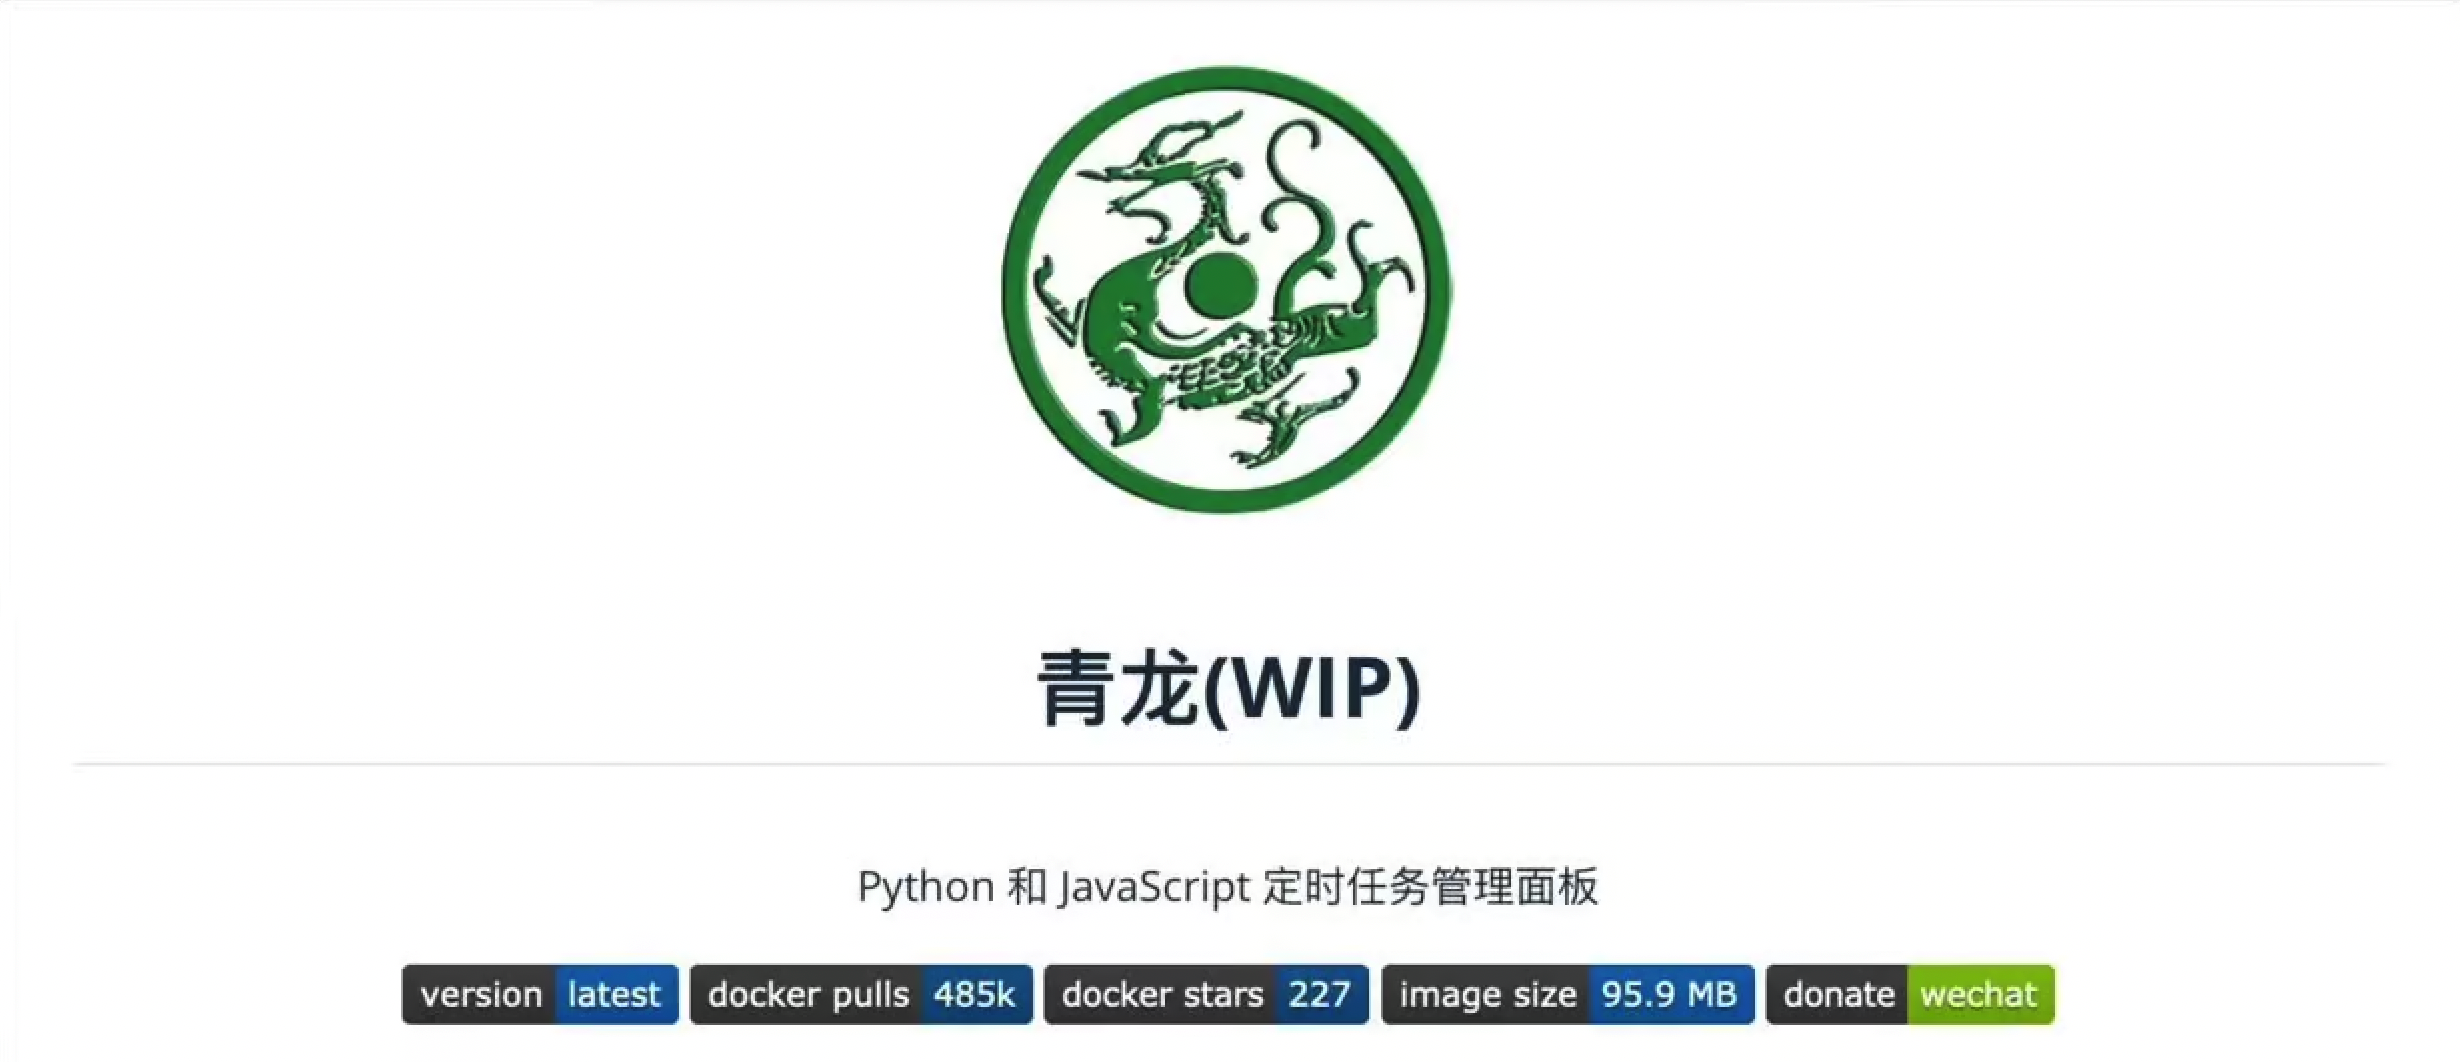 青龙(WIP)
Python 和 JavaScript 定时任务管理面板
version latest docker pulls 485k docker stars 227 image size 95.9 MB donate wechat